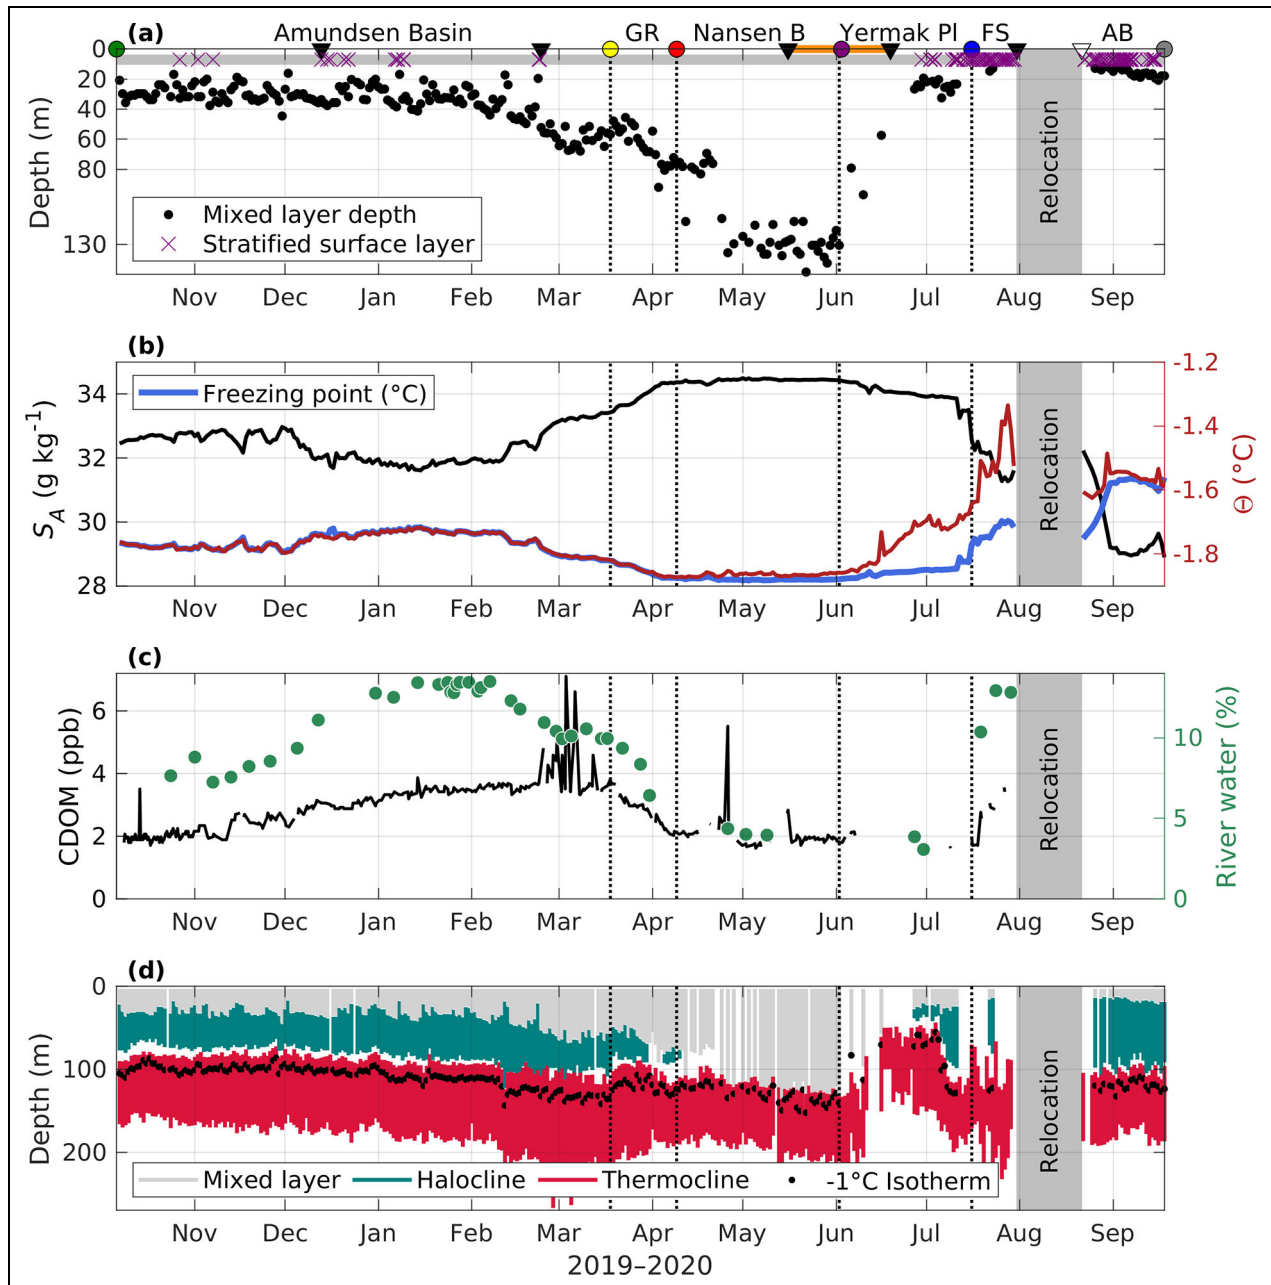 (a)
Amundsen Basin GR Nansen B Yermak Pl FS AB
0
20
40
60
80
130
Depth (m)
Mixed layer depth
Stratified surface layer
Relocation
Nov Dec Jan Feb Mar Apr May Jun Jul Aug Sep
(b)
34
32
30
28
S_A (g kg⁻¹)
Freezing point (°C)
Relocation
-1.2
-1.4
-1.6
-1.8
Θ (°C)
Nov Dec Jan Feb Mar Apr May Jun Jul Aug Sep
(c)
6
4
2
0
CDOM (ppb)
Relocation
10
5
0
River water (%)
Nov Dec Jan Feb Mar Apr May Jun Jul Aug Sep
(d)
0
100
200
Depth (m)
Mixed layer Halocline Thermocline -1°C Isotherm
Relocation
Nov Dec Jan Feb Mar Apr May Jun Jul Aug Sep
2019–2020